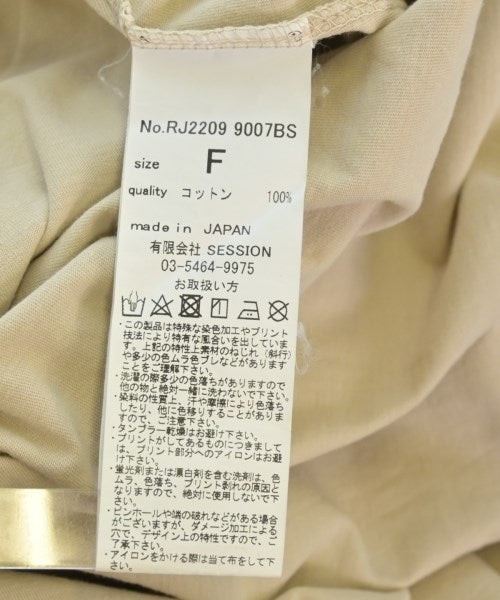 No.RJ2209 9007BS
size F
quality コットン 100%
made in JAPAN
有限会社 SESSION
03-5464-9975
お取扱い方
・この製品は特殊な染色加工やプリント
技法により特有な風合いを出していま
す。上記の特性上素材のねじれ（斜行）
や多少の色ムラ色ブレなどがあります
ことをご理解下さい。
・洗濯の際多少の色落ちがありますので
他の物と絶対一緒に洗わないで下さい。
・染料の性質上、汗や摩擦により色落ち
したり、他に移りすることがありま
すので、ご注意下さい。
・タンブラー乾燥はお避け下さい。
・プリントがしてあるものにつきまして
は、プリント部分へのアイロンはお避
け下さい。
・蛍光剤または漂白剤を含む洗剤は、色
ムラ、色落ち、プリント剥れの原因と
なりますので、絶対に使用しないで下
さい。
・ピンホールや端の破れなどがある場合
がございますが、ダメージ加工によ
る穴で、デザイン上の特性ですので、ご
了承下さい。
・アイロンをかける際は当て布をして下